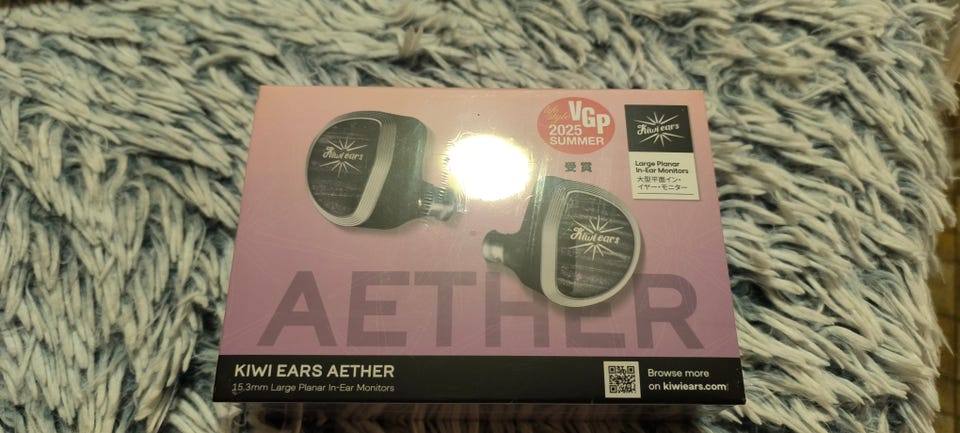 Kiwi ears
Life Style
VGP
2025
SUMMER
受賞
Kiwi ears
Large Planar
In-Ear Monitors
大型平面イン・
イヤー・モニター
Kiwi ears
AETHER
KIWI EARS AETHER
15.3mm Large Planar In-Ear Monitors
Browse more
on kiwiears.com